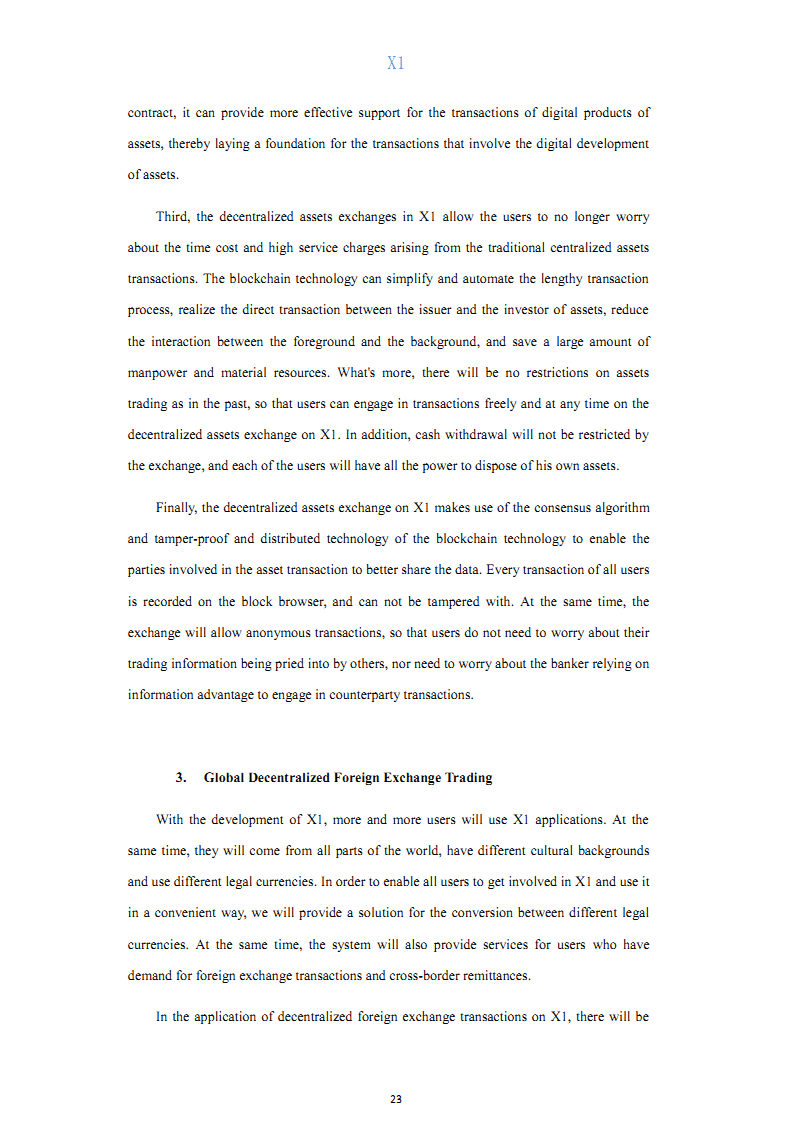 X1
contract, it can provide more effective support for the transactions of digital products of
assets, thereby laying a foundation for the transactions that involve the digital development
of assets.
Third, the decentralized assets exchanges in X1 allow the users to no longer worry
about the time cost and high service charges arising from the traditional centralized assets
transactions. The blockchain technology can simplify and automate the lengthy transaction
process, realize the direct transaction between the issuer and the investor of assets, reduce
the interaction between the foreground and the background, and save a large amount of
manpower and material resources. What's more, there will be no restrictions on assets
trading as in the past, so that users can engage in transactions freely and at any time on the
decentralized assets exchange on X1. In addition, cash withdrawal will not be restricted by
the exchange, and each of the users will have all the power to dispose of his own assets.
Finally, the decentralized assets exchange on X1 makes use of the consensus algorithm
and tamper-proof and distributed technology of the blockchain technology to enable the
parties involved in the asset transaction to better share the data. Every transaction of all users
is recorded on the block browser, and can not be tampered with. At the same time, the
exchange will allow anonymous transactions, so that users do not need to worry about their
trading information being pried into by others, nor need to worry about the banker relying on
information advantage to engage in counterparty transactions.
3. Global Decentralized Foreign Exchange Trading
With the development of X1, more and more users will use X1 applications. At the
same time, they will come from all parts of the world, have different cultural backgrounds
and use different legal currencies. In order to enable all users to get involved in X1 and use it
in a convenient way, we will provide a solution for the conversion between different legal
currencies. At the same time, the system will also provide services for users who have
demand for foreign exchange transactions and cross-border remittances.
In the application of decentralized foreign exchange transactions on X1, there will be
23